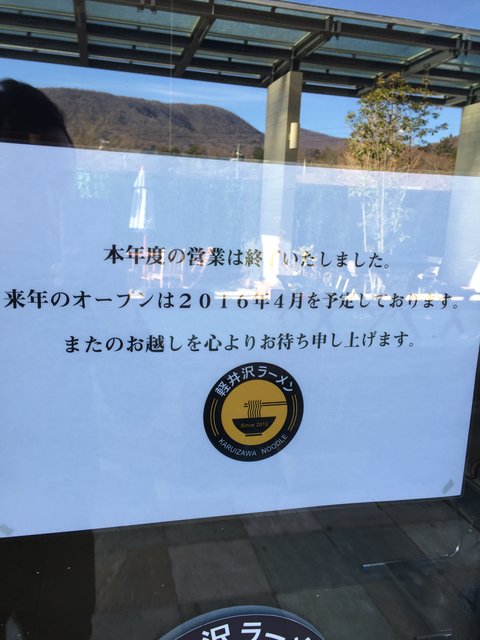 本年度の営業は終了いたしました。
来年のオープンは２０１６年４月を予定しております。
またのお越しを心よりお待ち申し上げます。
軽井沢ラーメン
Since 2012
KARUIZAWA NOODLE
沢ラー